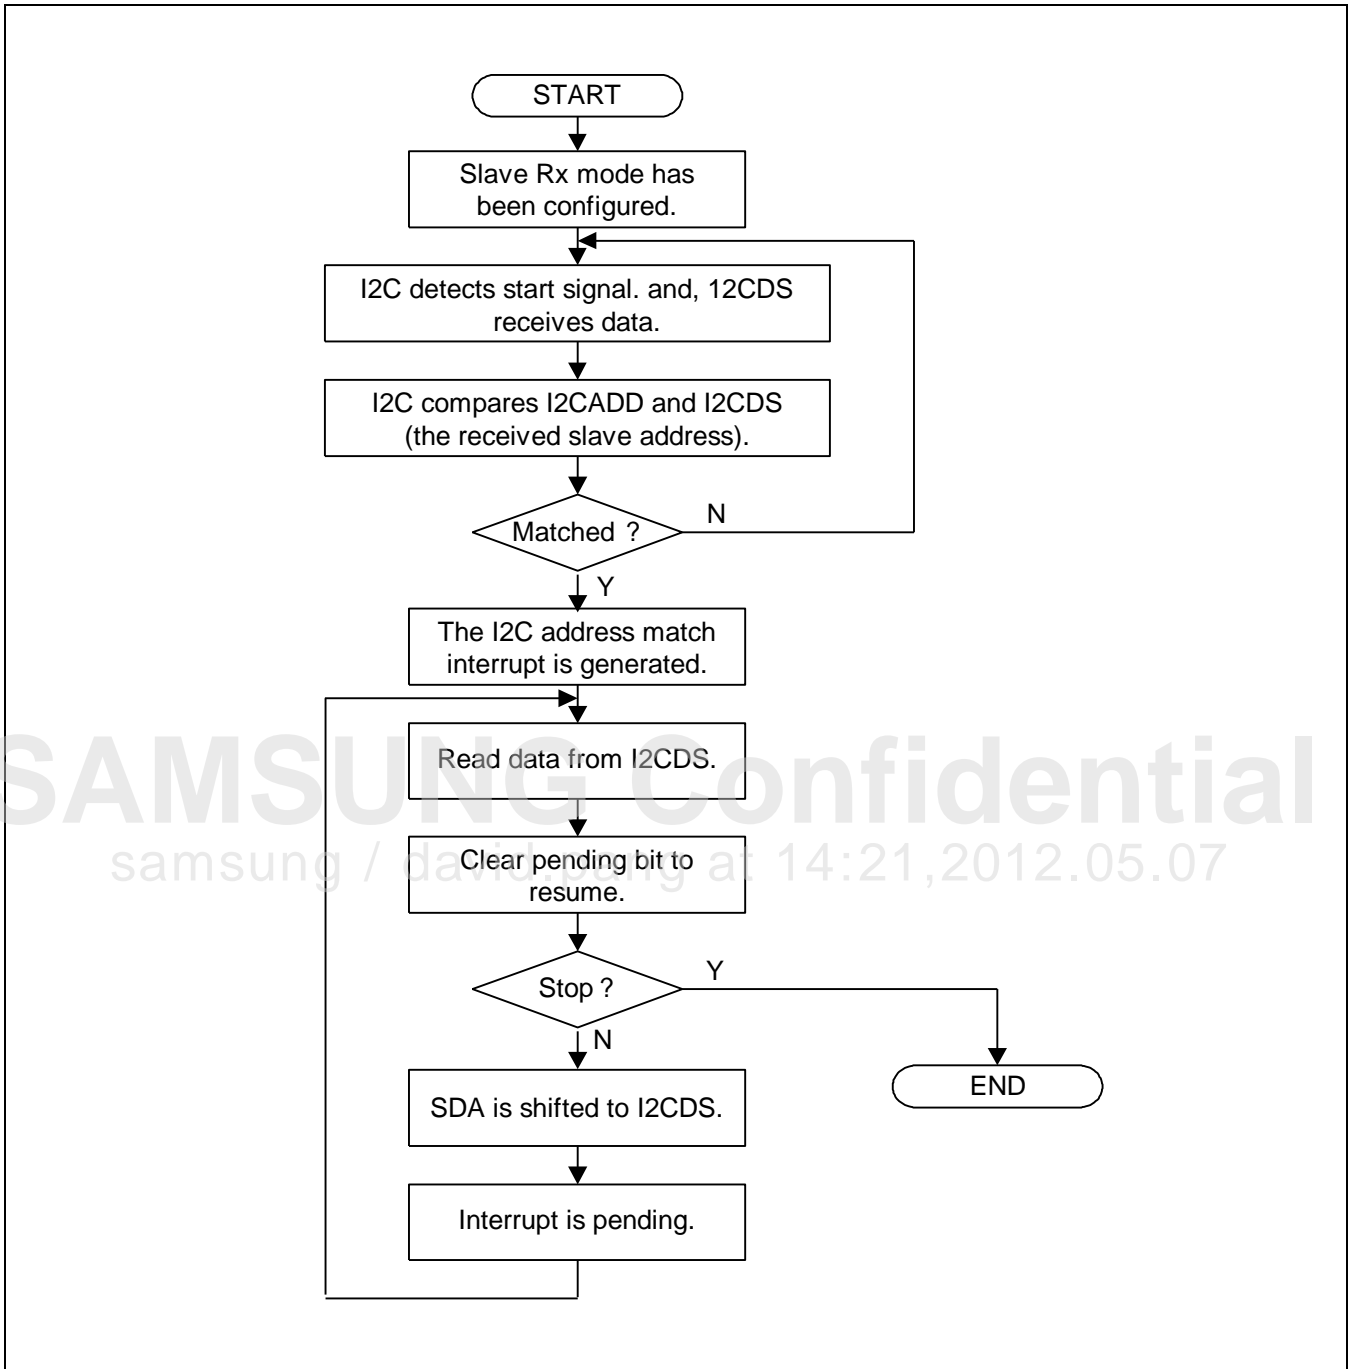 START
Slave Rx mode has
been configured.
I2C detects start signal. and, 12CDS
receives data.
I2C compares I2CADD and I2CDS
(the received slave address).
Matched ?
N
Y
The I2C address match
interrupt is generated.
Read data from I2CDS.
SAMSUNG Confidential
Clear pending bit to
resume.
samsung / david.pang at 14:21,2012.05.07
Stop ?
Y
N
END
SDA is shifted to I2CDS.
Interrupt is pending.